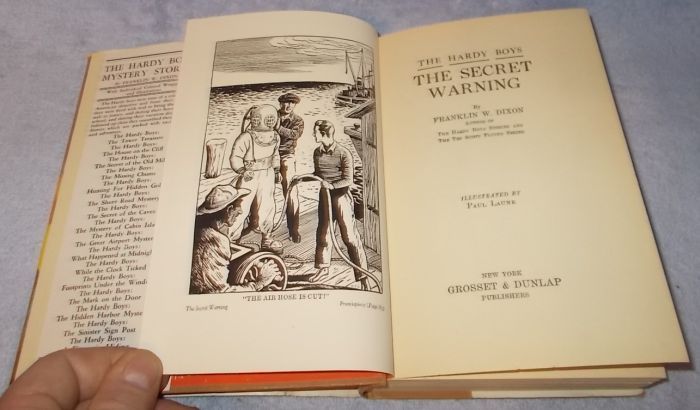 THE HARDY BO
MYSTERY STOR
By FRANKLIN W. DIXON
The Hardy Boys:
The Tower Treasure
The Hardy Boys:
The House on the Cliff
The Hardy Boys:
The Secret of the Old Mil
The Hardy Boys:
The Missing Chums
The Hardy Boys:
Hunting For Hidden Gol
The Hardy Boys:
The Shore Road Mystery
The Hardy Boys:
The Secret of the Caves
The Hardy Boys:
The Mystery of Cabin Isla
The Hardy Boys:
The Great Airport Myster
The Hardy Boys:
What Happened at Midnigh
The Hardy Boys:
While the Clock Ticked
The Hardy Boys:
Footprints Under the Windo
The Hardy Boys:
The Mark on the Door
The Hardy Boys:
The Hidden Harbor Myste
The Hardy Boys:
The Sinister Sign Post
The Hardy Boys:
"THE AIR HOSE IS CUT!"
The Secret Warning
Frontispiece
THE HARDY BOYS
THE SECRET
WARNING
By
FRANKLIN W. DIXON
AUTHOR OF
THE HARDY BOYS STORIES AND
THE TED SCOTT FLYING SERIES
ILLUSTRATED BY
PAUL LAUNE
NEW YORK
GROSSET & DUNLAP
PUBLISHERS